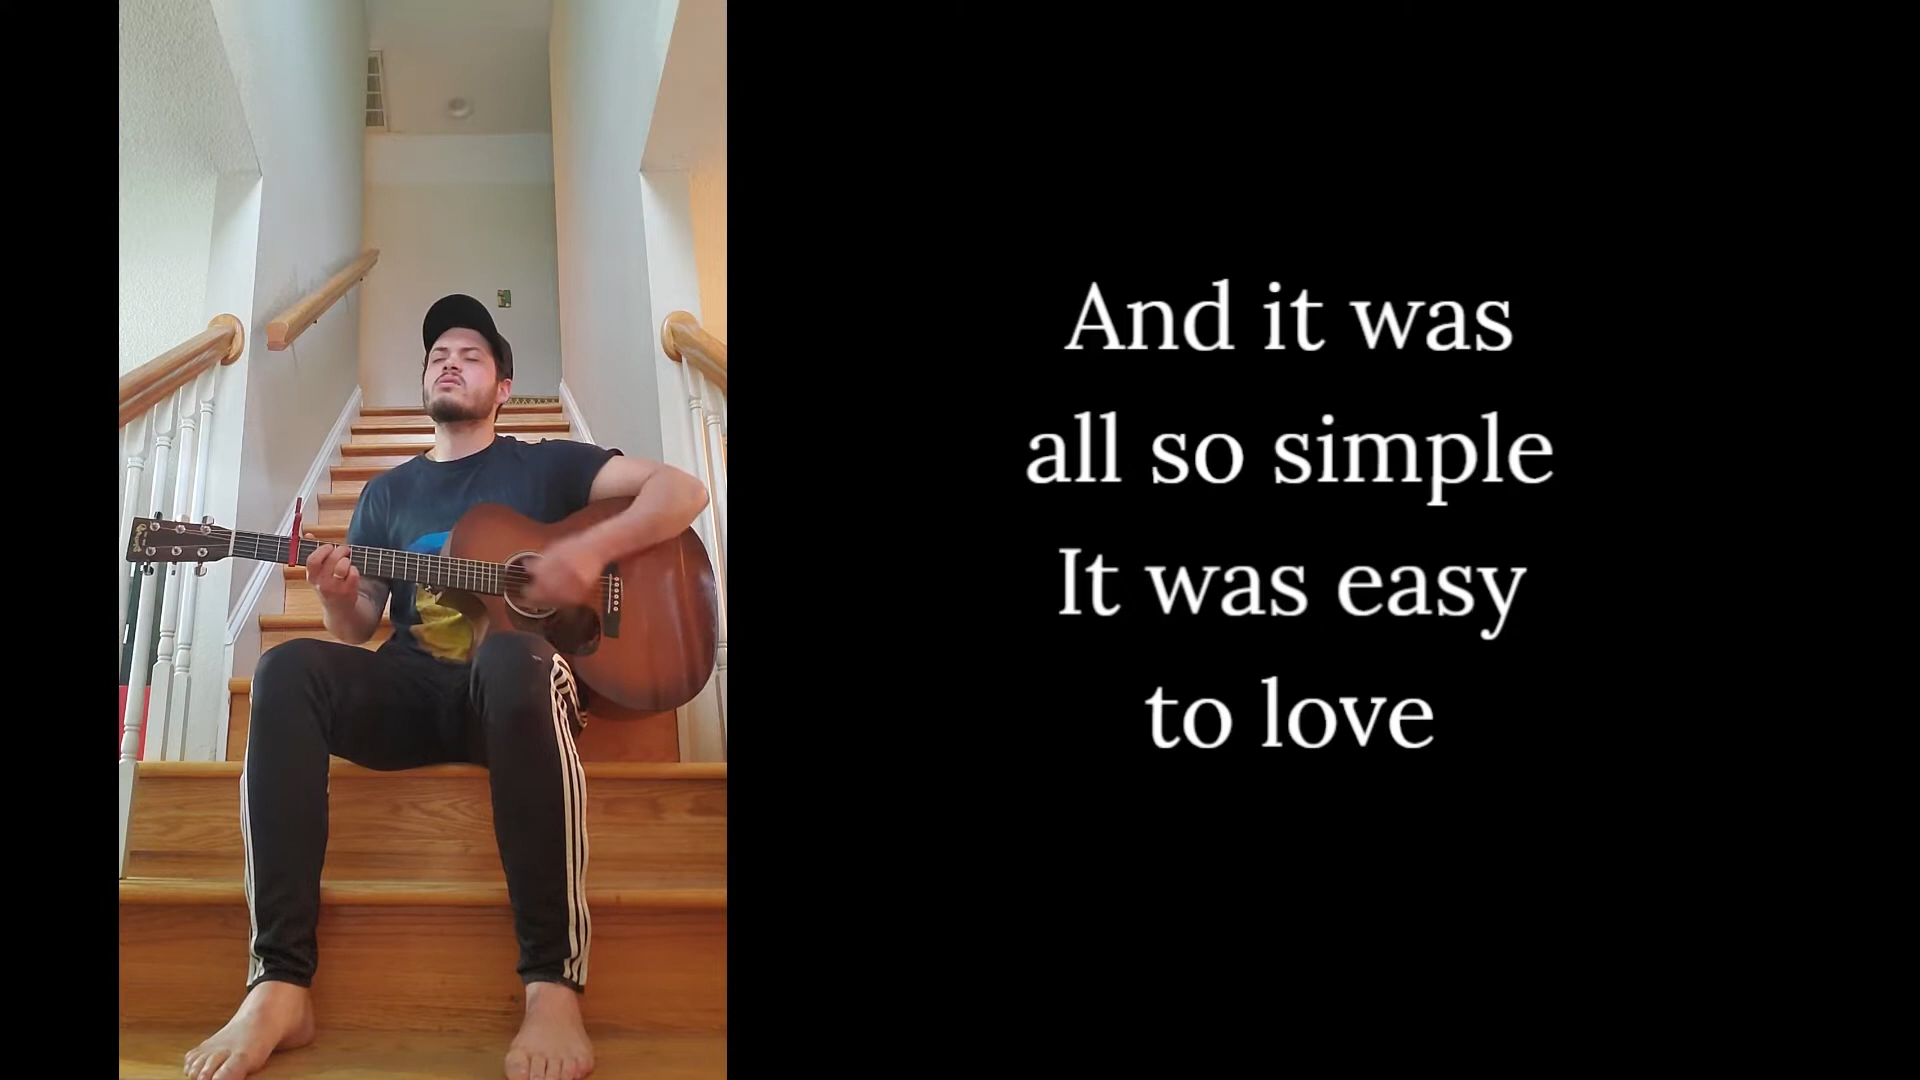 And it was
all so simple
It was easy
to love